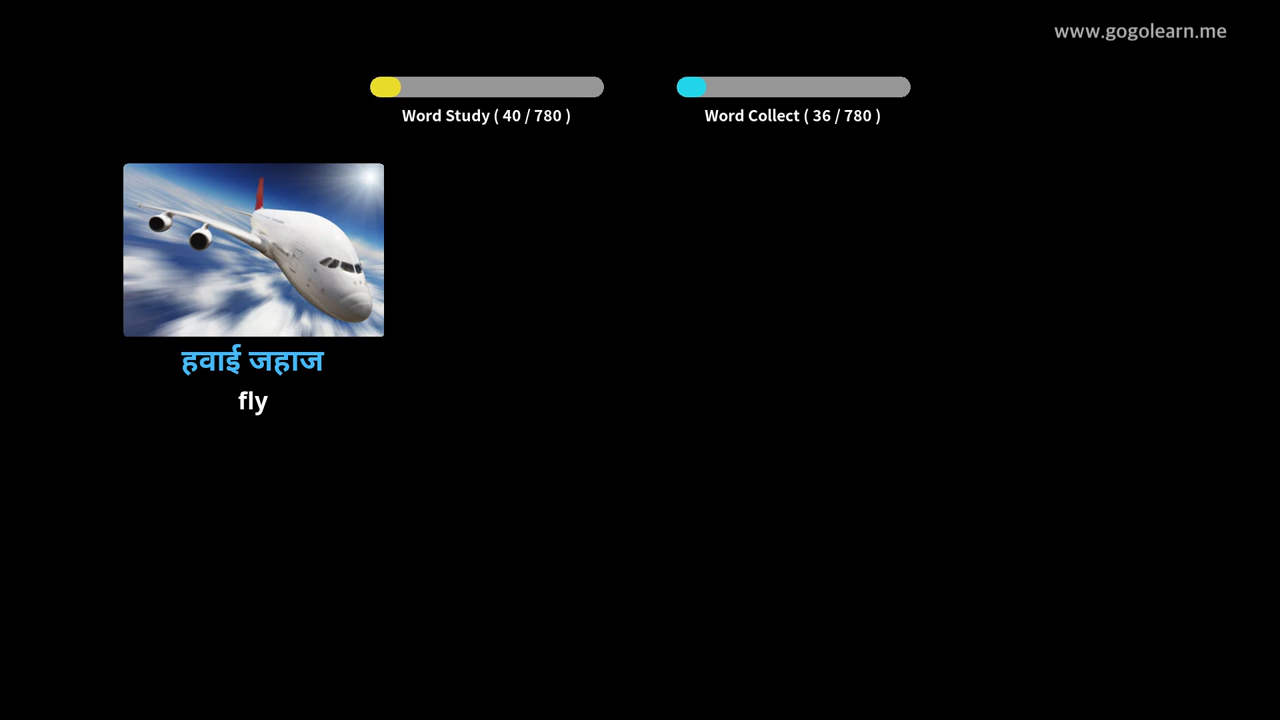 www.gogolearn.me
Word Study ( 40 / 780 )
Word Collect ( 36 / 780 )
हवाई जहाज
fly